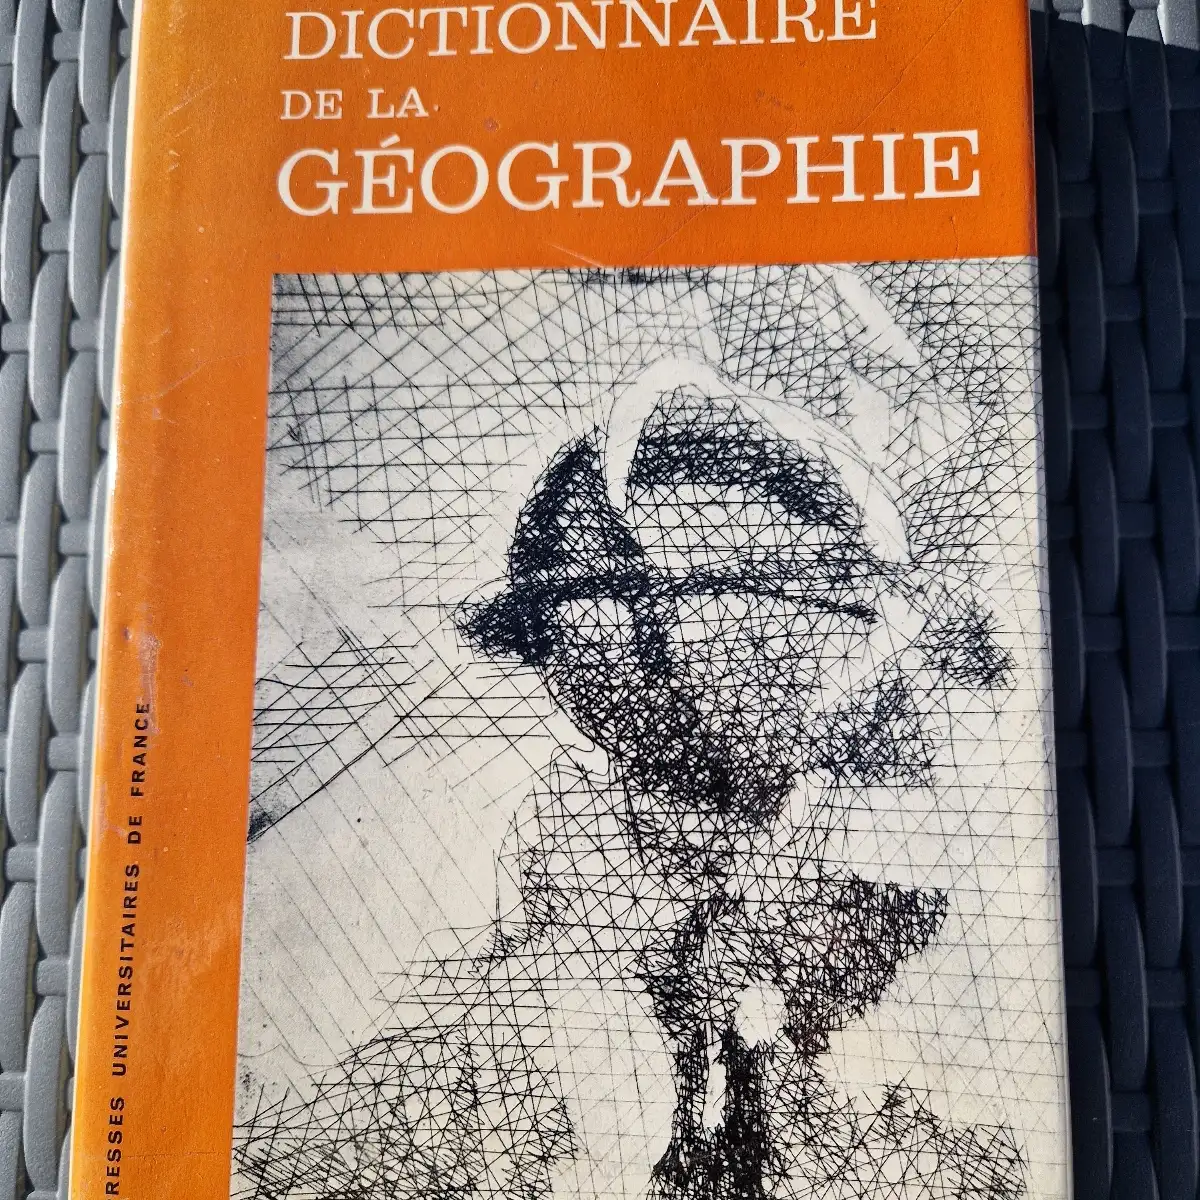 DICTIONNAIRE
DE LA
GÉOGRAPHIE
RESSES UNIVERSITAIRES DE FRANCE